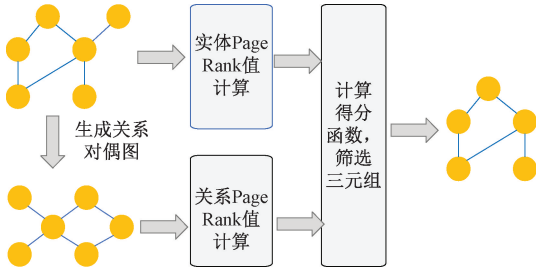 实体Page
Rank值
计算
生成关系
对偶图
关系Page
Rank值
计算
计算
得分
函数，
筛选
三元组